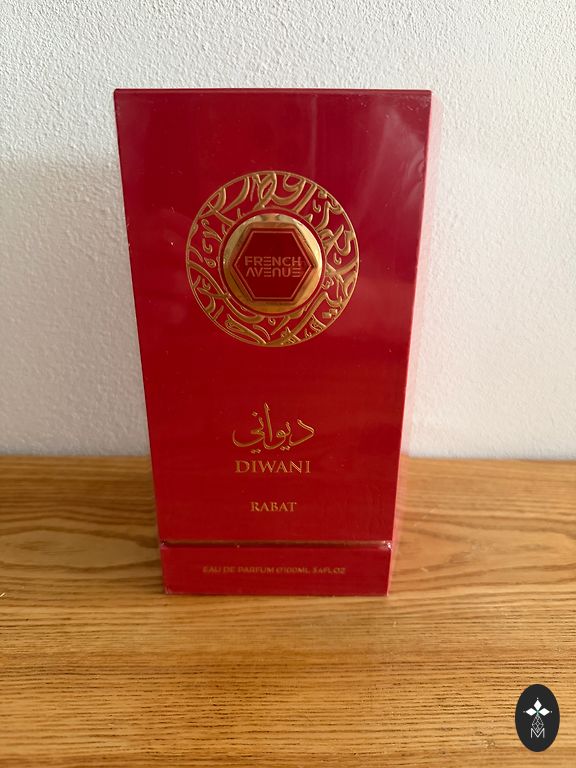 FRENCH
AVENUE
ديواني
DIWANI
RABAT
EAU DE PARFUM ℮100ML 3.4FL.OZ